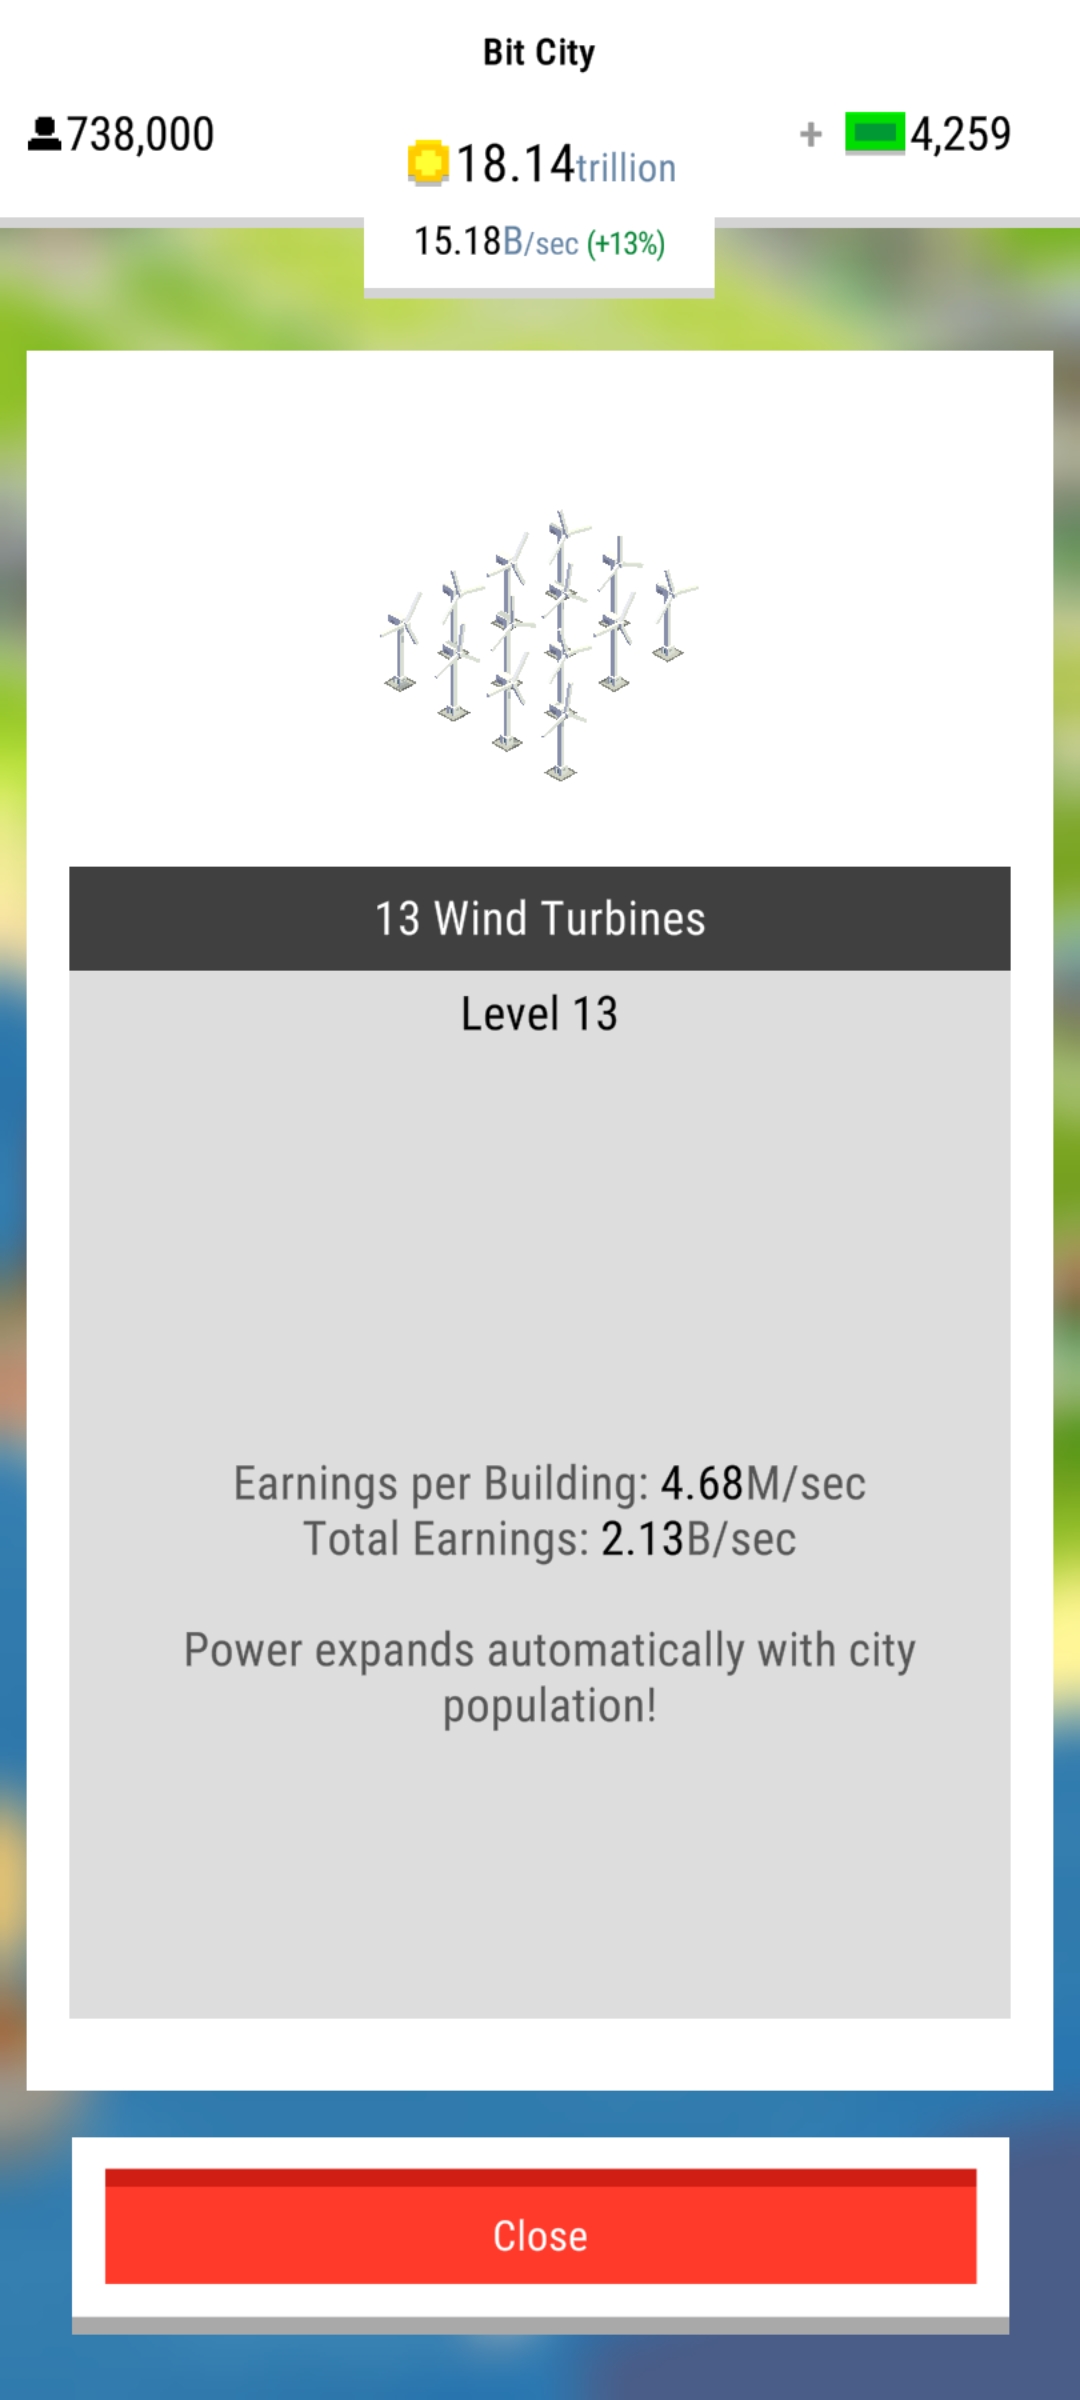 Bit City
738,000
+ 4,259
18.14trillion
15.18B/sec (+13%)
13 Wind Turbines
Level 13
Earnings per Building: 4.68M/sec
Total Earnings: 2.13B/sec
Power expands automatically with city
population!
Close